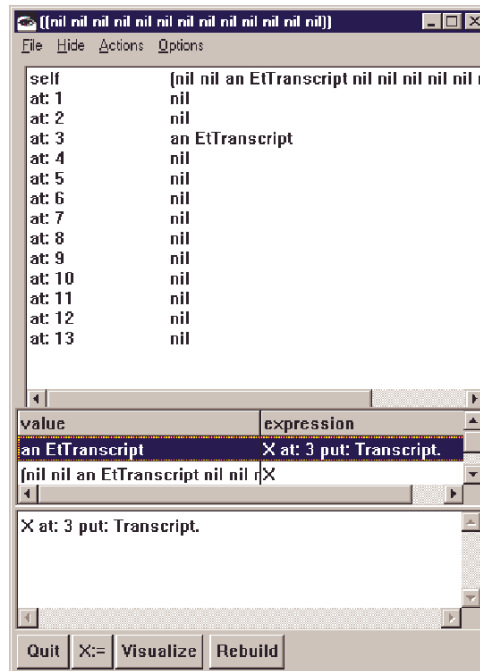 ((nil nil nil nil nil nil nil nil nil nil nil nil nil))
File Hide Actions Options
self (nil nil an EtTranscript nil nil nil nil nil
at: 1 nil
at: 2 nil
at: 3 an EtTranscript
at: 4 nil
at: 5 nil
at: 6 nil
at: 7 nil
at: 8 nil
at: 9 nil
at: 10 nil
at: 11 nil
at: 12 nil
at: 13 nil
value expression
an EtTranscript X at: 3 put: Transcript.
(nil nil an EtTranscript nil nil X
X at: 3 put: Transcript.
Quit X:= Visualize Rebuild